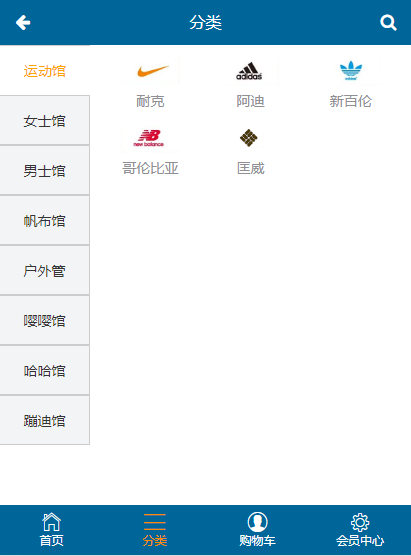 分类
运动馆
女士馆
男士馆
帆布馆
户外管
嘤嘤馆
哈哈馆
蹦迪馆
adidas
耐克
阿迪
新百伦
new balance
哥伦比亚
匡威
首页
分类
购物车
会员中心